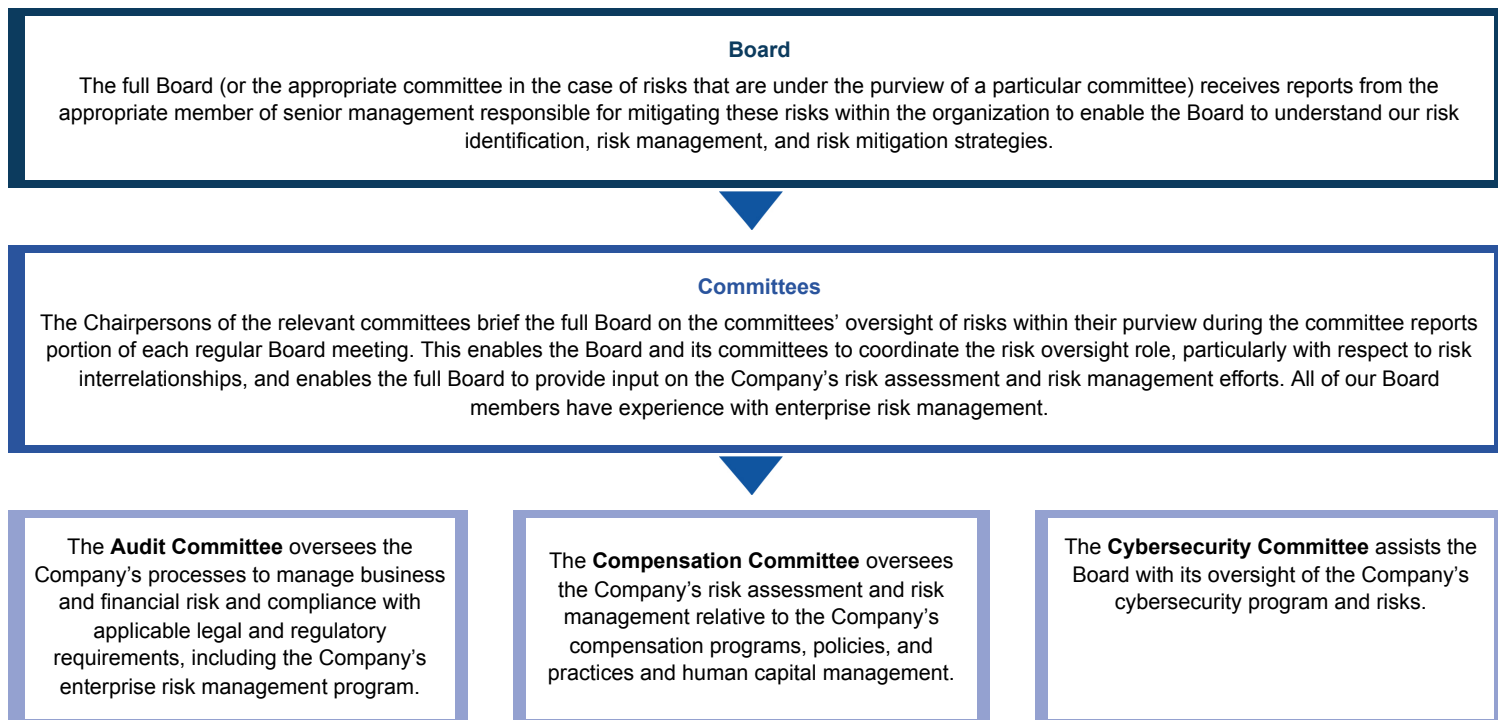 Board
The full Board (or the appropriate committee in the case of risks that are under the purview of a particular committee) receives reports from the
appropriate member of senior management responsible for mitigating these risks within the organization to enable the Board to understand our risk
identification, risk management, and risk mitigation strategies.
Committees
The Chairpersons of the relevant committees brief the full Board on the committees’ oversight of risks within their purview during the committee reports
portion of each regular Board meeting. This enables the Board and its committees to coordinate the risk oversight role, particularly with respect to risk
interrelationships, and enables the full Board to provide input on the Company’s risk assessment and risk management efforts. All of our Board
members have experience with enterprise risk management.
The Audit Committee oversees the
Company’s processes to manage business
and financial risk and compliance with
applicable legal and regulatory
requirements, including the Company’s
enterprise risk management program.
The Compensation Committee oversees
the Company’s risk assessment and risk
management relative to the Company’s
compensation programs, policies, and
practices and human capital management.
The Cybersecurity Committee assists the
Board with its oversight of the Company’s
cybersecurity program and risks.